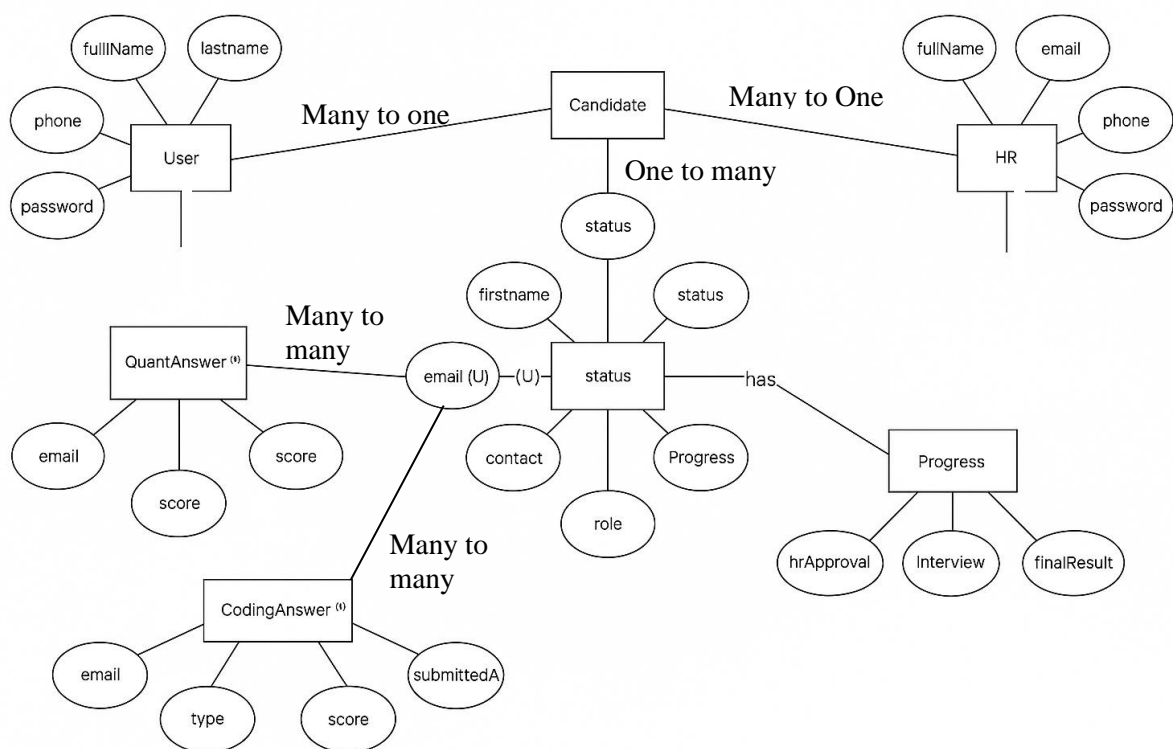 fulllName
lastname
fullName
email
Many to one
Candidate
Many to One
phone
User
HR
phone
password
One to many
password
status
firstname
status
Many to
many
QuantAnswer
email (U)
(U)
status
has
email
score
score
contact
Progress
Progress
role
Many to
many
hrApproval
Interview
finalResult
CodingAnswer
email
submittedA
type
score